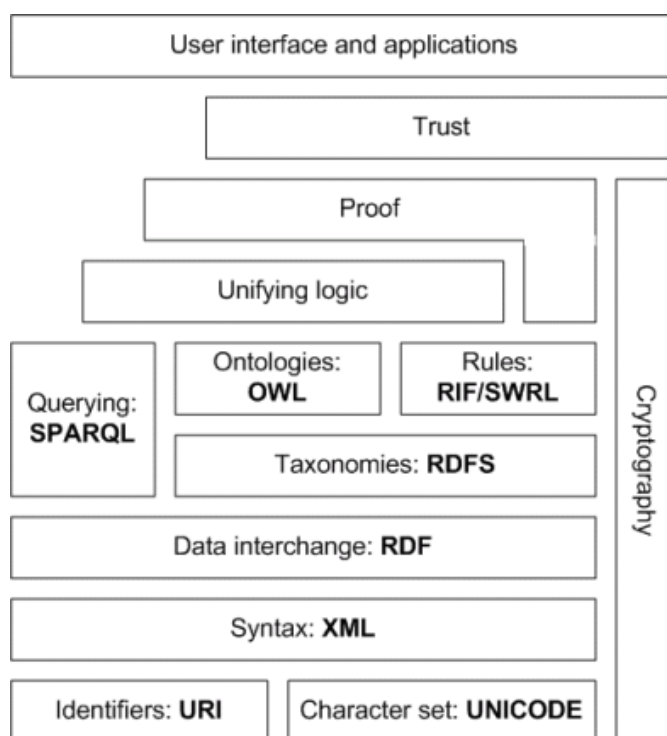 User interface and applications
Trust
Proof
Unifying logic
Ontologies:
OWL
Rules:
RIF/SWRL
Querying:
SPARQL
Taxonomies: RDFS
Cryptography
Data interchange: RDF
Syntax: XML
Identifiers: URI
Character set: UNICODE